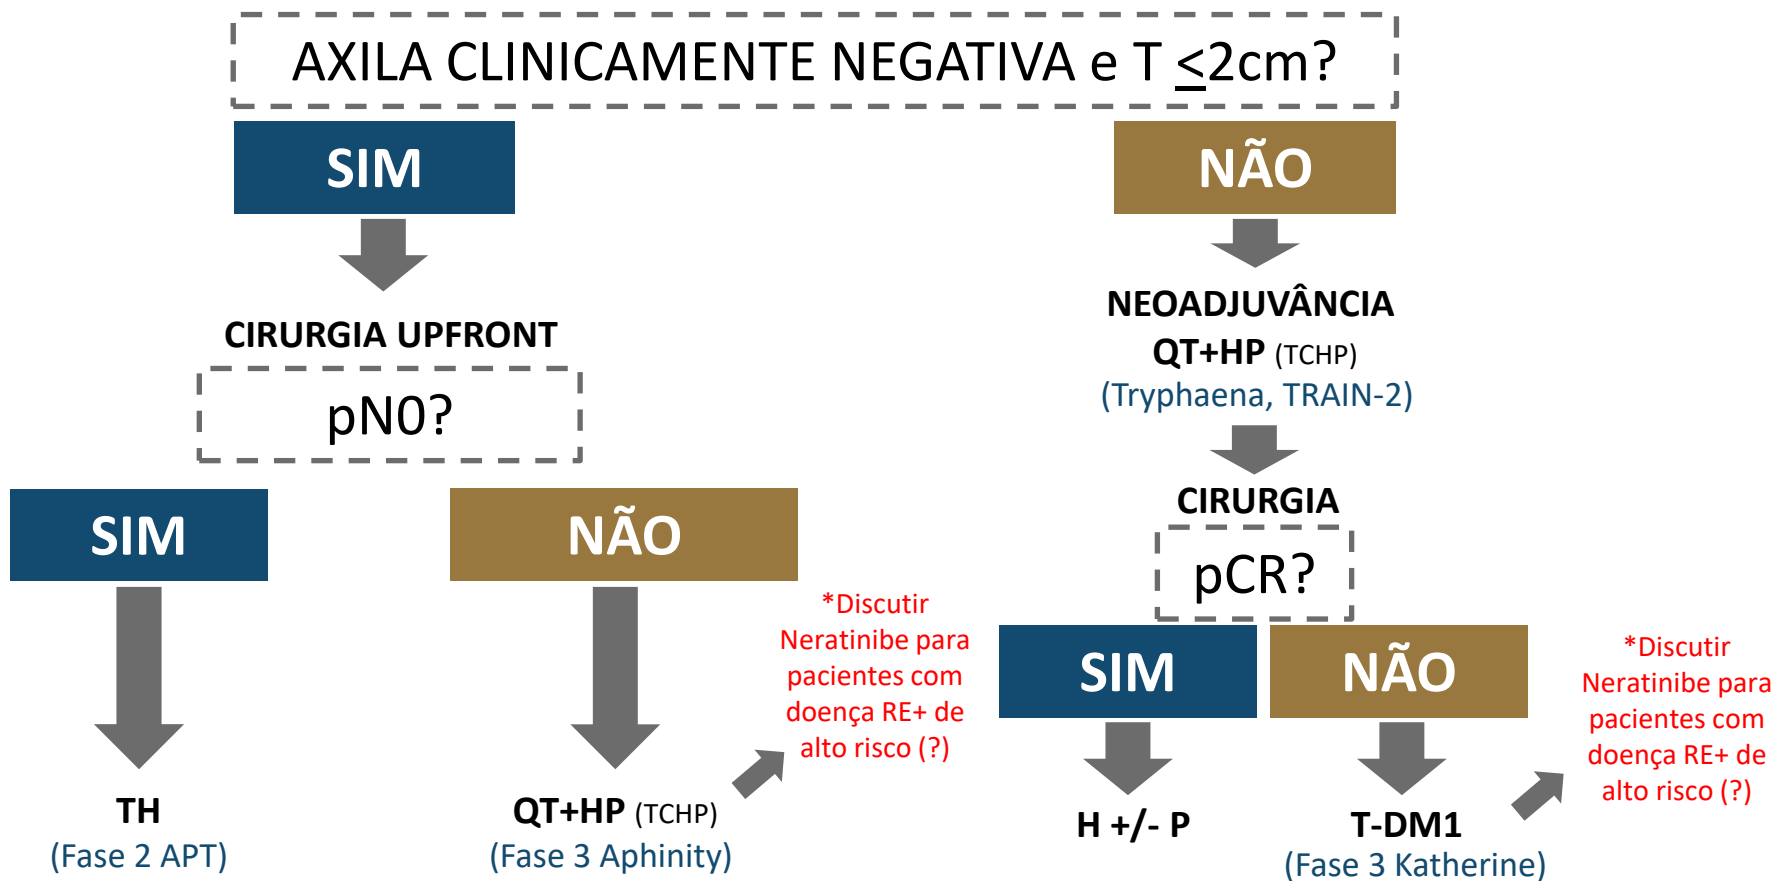 AXILA CLINICAMENTE NEGATIVA e T <2cm?
SIM
NÃO
CIRURGIA UPFRONT
pN0?
SIM
NÃO
TH
(Fase 2 APT)
QT+HP (TCHP)
(Fase 3 Aphinity)
*Discutir
Neratinibe para
pacientes com
doença RE+ de
alto risco (?)
NEOADJUVÂNCIA
QT+HP (TCHP)
(Tryphaena, TRAIN-2)
CIRURGIA
pCR?
SIM
NÃO
H +/- P
T-DM1
(Fase 3 Katherine)
*Discutir
Neratinibe para
pacientes com
doença RE+ de
alto risco (?)